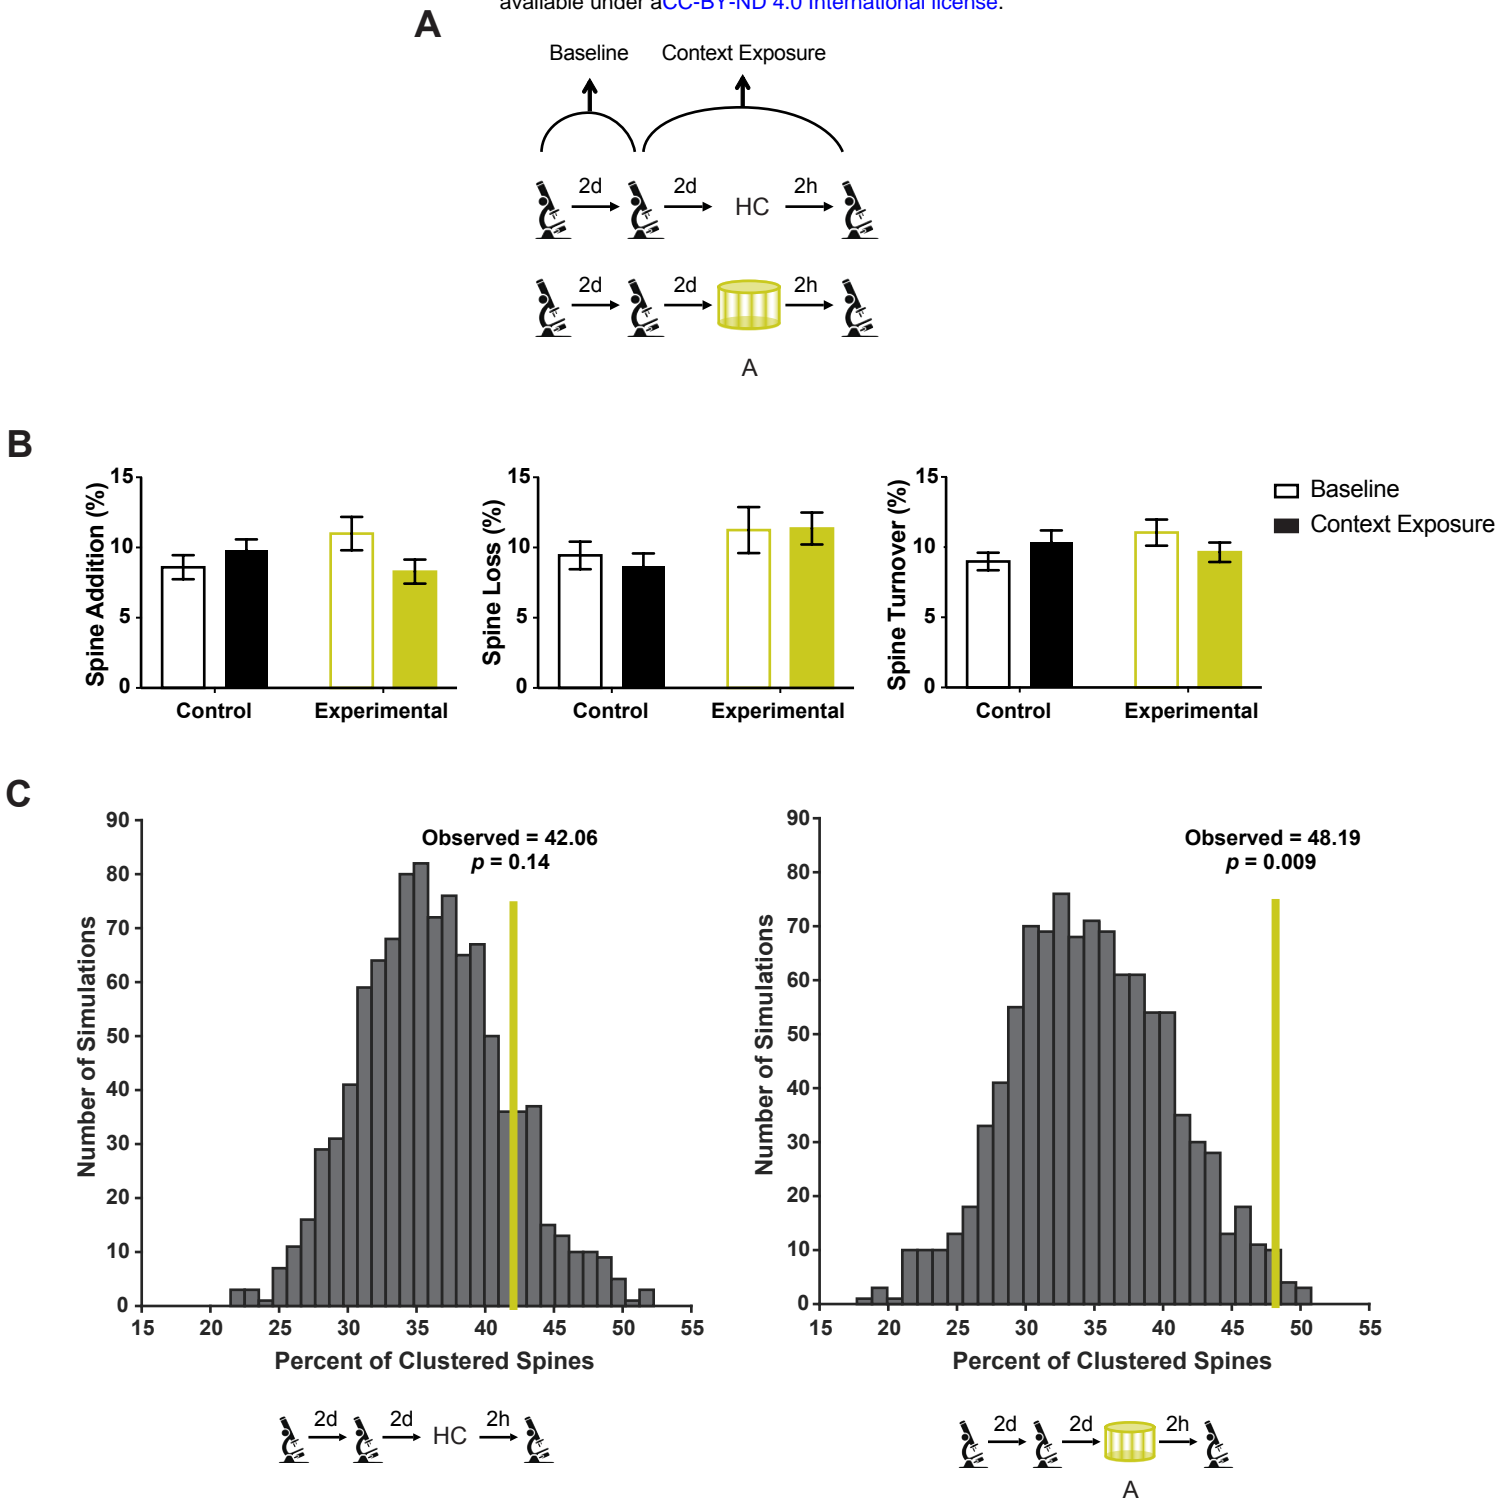 available under aCC-BY-ND 4.0 International license.
A
Baseline Context Exposure
2d 2d HC 2h
2d 2d 2h
A
B
Spine Addition (%)
15
10
5
0
Control Experimental
Spine Loss (%)
15
10
5
0
Control Experimental
Spine Turnover (%)
15
10
5
0
Control Experimental
Baseline
Context Exposure
C
Number of Simulations
90
80
70
60
50
40
30
20
10
0
Observed = 42.06
p = 0.14
15 20 25 30 35 40 45 50 55
Percent of Clustered Spines
2d 2d HC 2h
Number of Simulations
90
80
70
60
50
40
30
20
10
0
Observed = 48.19
p = 0.009
15 20 25 30 35 40 45 50 55
Percent of Clustered Spines
2d 2d 2h
A